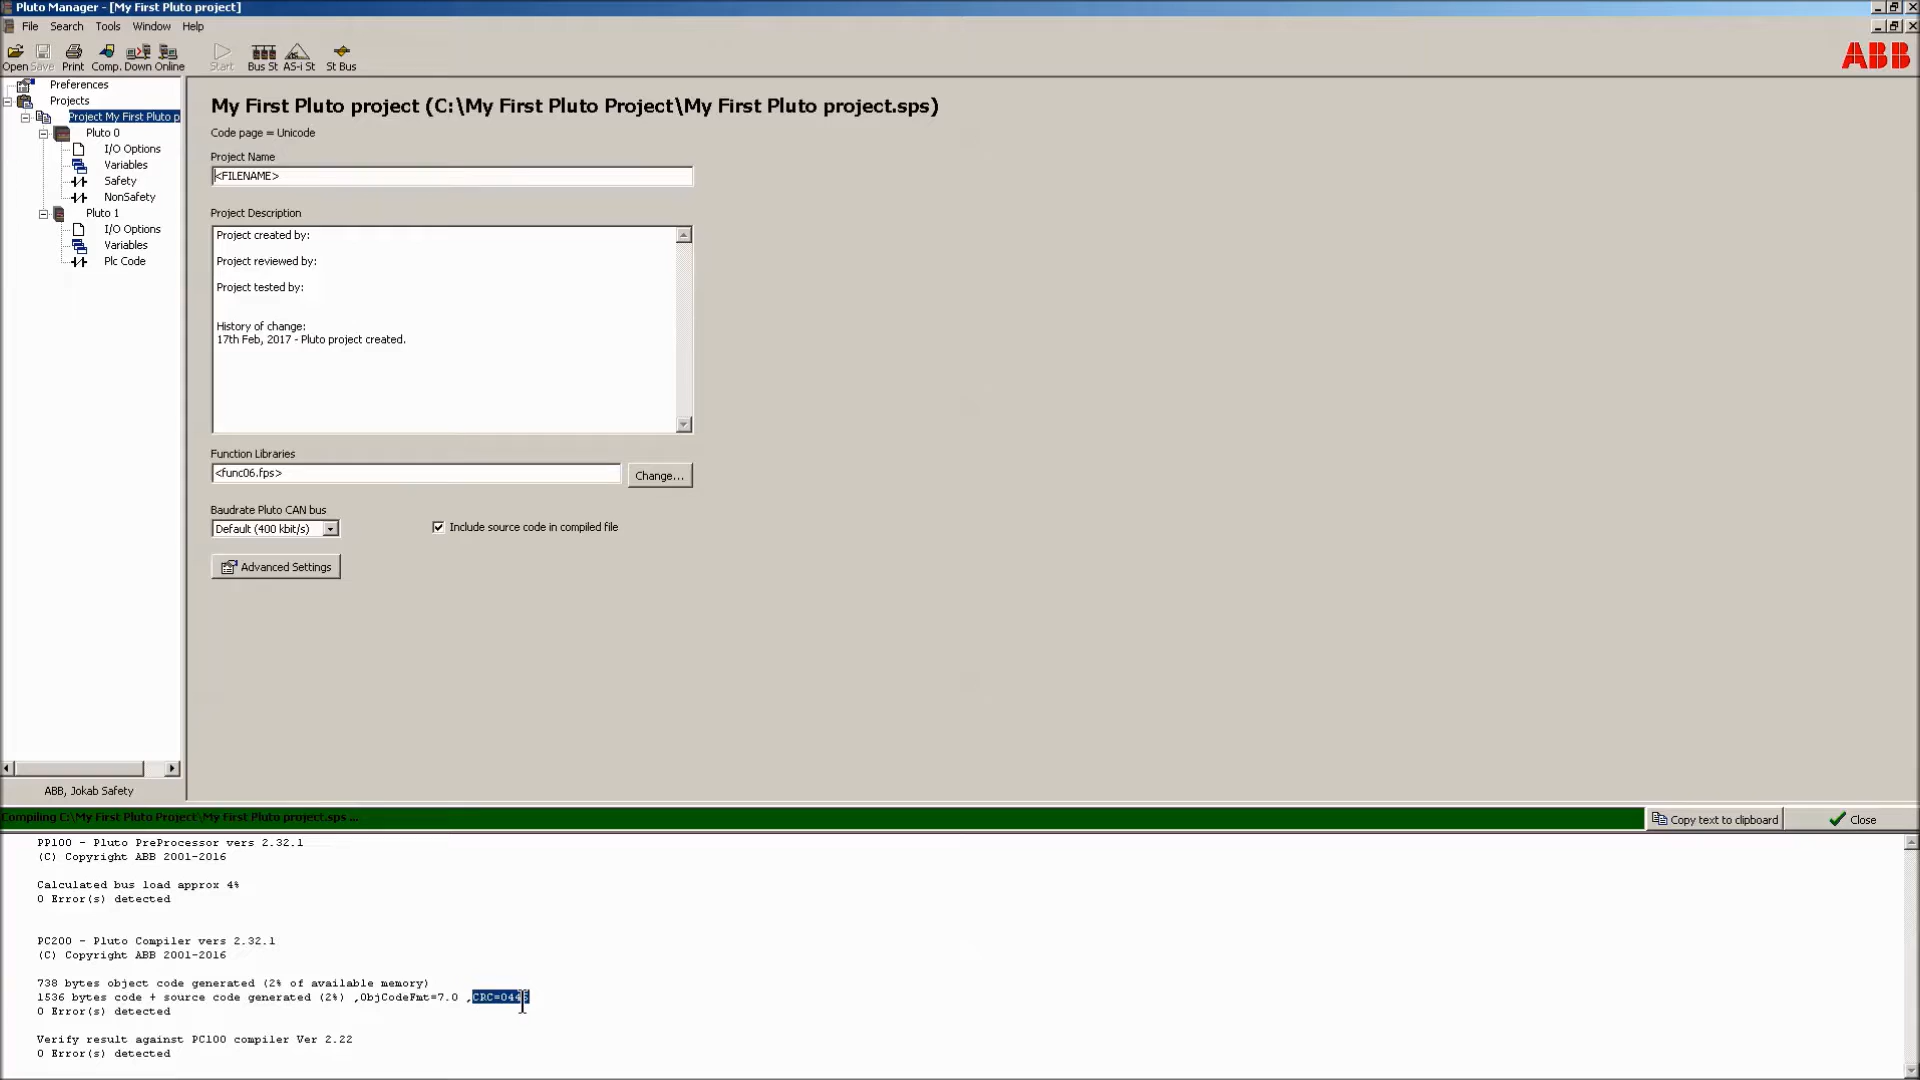 Pluto Manager - [My First Pluto project]
File Search Tools Window Help
Open Save Print Comp. Down Online Start Bus St AS-i St St Bus
ABB
Preferences
Projects
Project My First Pluto p
Pluto 0
I/O Options
Variables
Safety
NonSafety
Pluto 1
I/O Options
Variables
Plc Code
ABB, Jokab Safety
My First Pluto project (C:\My First Pluto Project\My First Pluto project.sps)
Code page = Unicode
Project Name
<FILENAME>
Project Description
Project created by:
Project reviewed by:
Project tested by:
History of change:
17th Feb, 2017 - Pluto project created.
Function Libraries
<func06.fps>
Change...
Baudrate Pluto CAN bus
Default (400 kbit/s)
Include source code in compiled file
Advanced Settings
Compiling C:\My First Pluto Project\My First Pluto project.sps ...
Copy text to clipboard
Close
PP100 - Pluto PreProcessor vers 2.32.1
(C) Copyright ABB 2001-2016
Calculated bus load approx 4%
0 Error(s) detected
PC200 - Pluto Compiler vers 2.32.1
(C) Copyright ABB 2001-2016
738 bytes object code generated (2% of available memory)
1536 bytes code + source code generated (2%) ,ObjCodeFmt=7.0 ,
0 Error(s) detected
Verify result against PC100 compiler Ver 2.22
0 Error(s) detected